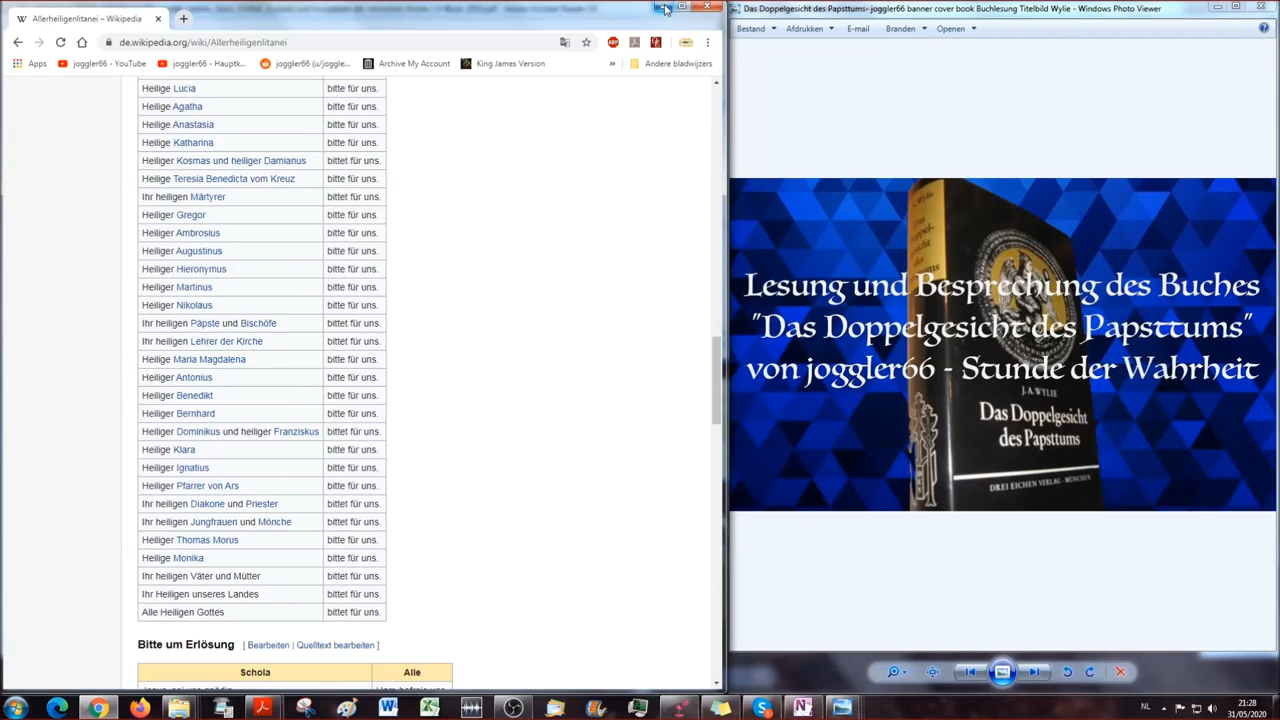 Allerheiligenlitanei – Wikipedia
de.wikipedia.org/wiki/Allerheiligenlitanei
Apps
joggler66 - YouTube
joggler66 - Hauptk...
joggler66 (u/joggle...
Archive My Account
King James Version
»
Andere bladwijzers
Heilige Lucia bitte für uns.
Heilige Agatha bitte für uns.
Heilige Anastasia bitte für uns.
Heilige Katharina bitte für uns.
Heiliger Kosmas und heiliger Damianus bittet für uns.
Heilige Teresia Benedicta vom Kreuz bitte für uns.
Ihr heiligen Märtyrer bittet für uns.
Heiliger Gregor bitte für uns.
Heiliger Ambrosius bitte für uns.
Heiliger Augustinus bitte für uns.
Heiliger Hieronymus bitte für uns.
Heiliger Martinus bitte für uns.
Heiliger Nikolaus bitte für uns.
Ihr heiligen Päpste und Bischöfe bittet für uns.
Ihr heiligen Lehrer der Kirche bittet für uns.
Heilige Maria Magdalena bitte für uns.
Heiliger Antonius bitte für uns.
Heiliger Benedikt bitte für uns.
Heiliger Bernhard bitte für uns.
Heiliger Dominikus und heiliger Franziskus bittet für uns.
Heilige Klara bitte für uns.
Heiliger Ignatius bitte für uns.
Heiliger Pfarrer von Ars bitte für uns.
Ihr heiligen Diakone und Priester bittet für uns.
Ihr heiligen Jungfrauen und Mönche bittet für uns.
Heiliger Thomas Morus bitte für uns.
Heilige Monika bitte für uns.
Ihr heiligen Väter und Mütter bittet für uns.
Ihr Heiligen unseres Landes bittet für uns.
Alle Heiligen Gottes bittet für uns.
Bitte um Erlösung [ Bearbeiten | Quelltext bearbeiten ]
Schola Alle
Das Doppelgesicht des Papsttums- joggler66 banner cover book Buchlesung Titelbild Wylie - Windows Photo Viewer
Bestand Afdrukken E-mail Branden Openen
Lesung und Besprechung des Buches
"Das Doppelgesicht des Papsttums"
von joggler66 - Stunde der Wahrheit
J.A.WYLIE
Das Doppelgesicht
des Papsttums
DREI EICHEN VERLAG · MÜNCHEN
NL
21:28
31/05/2020